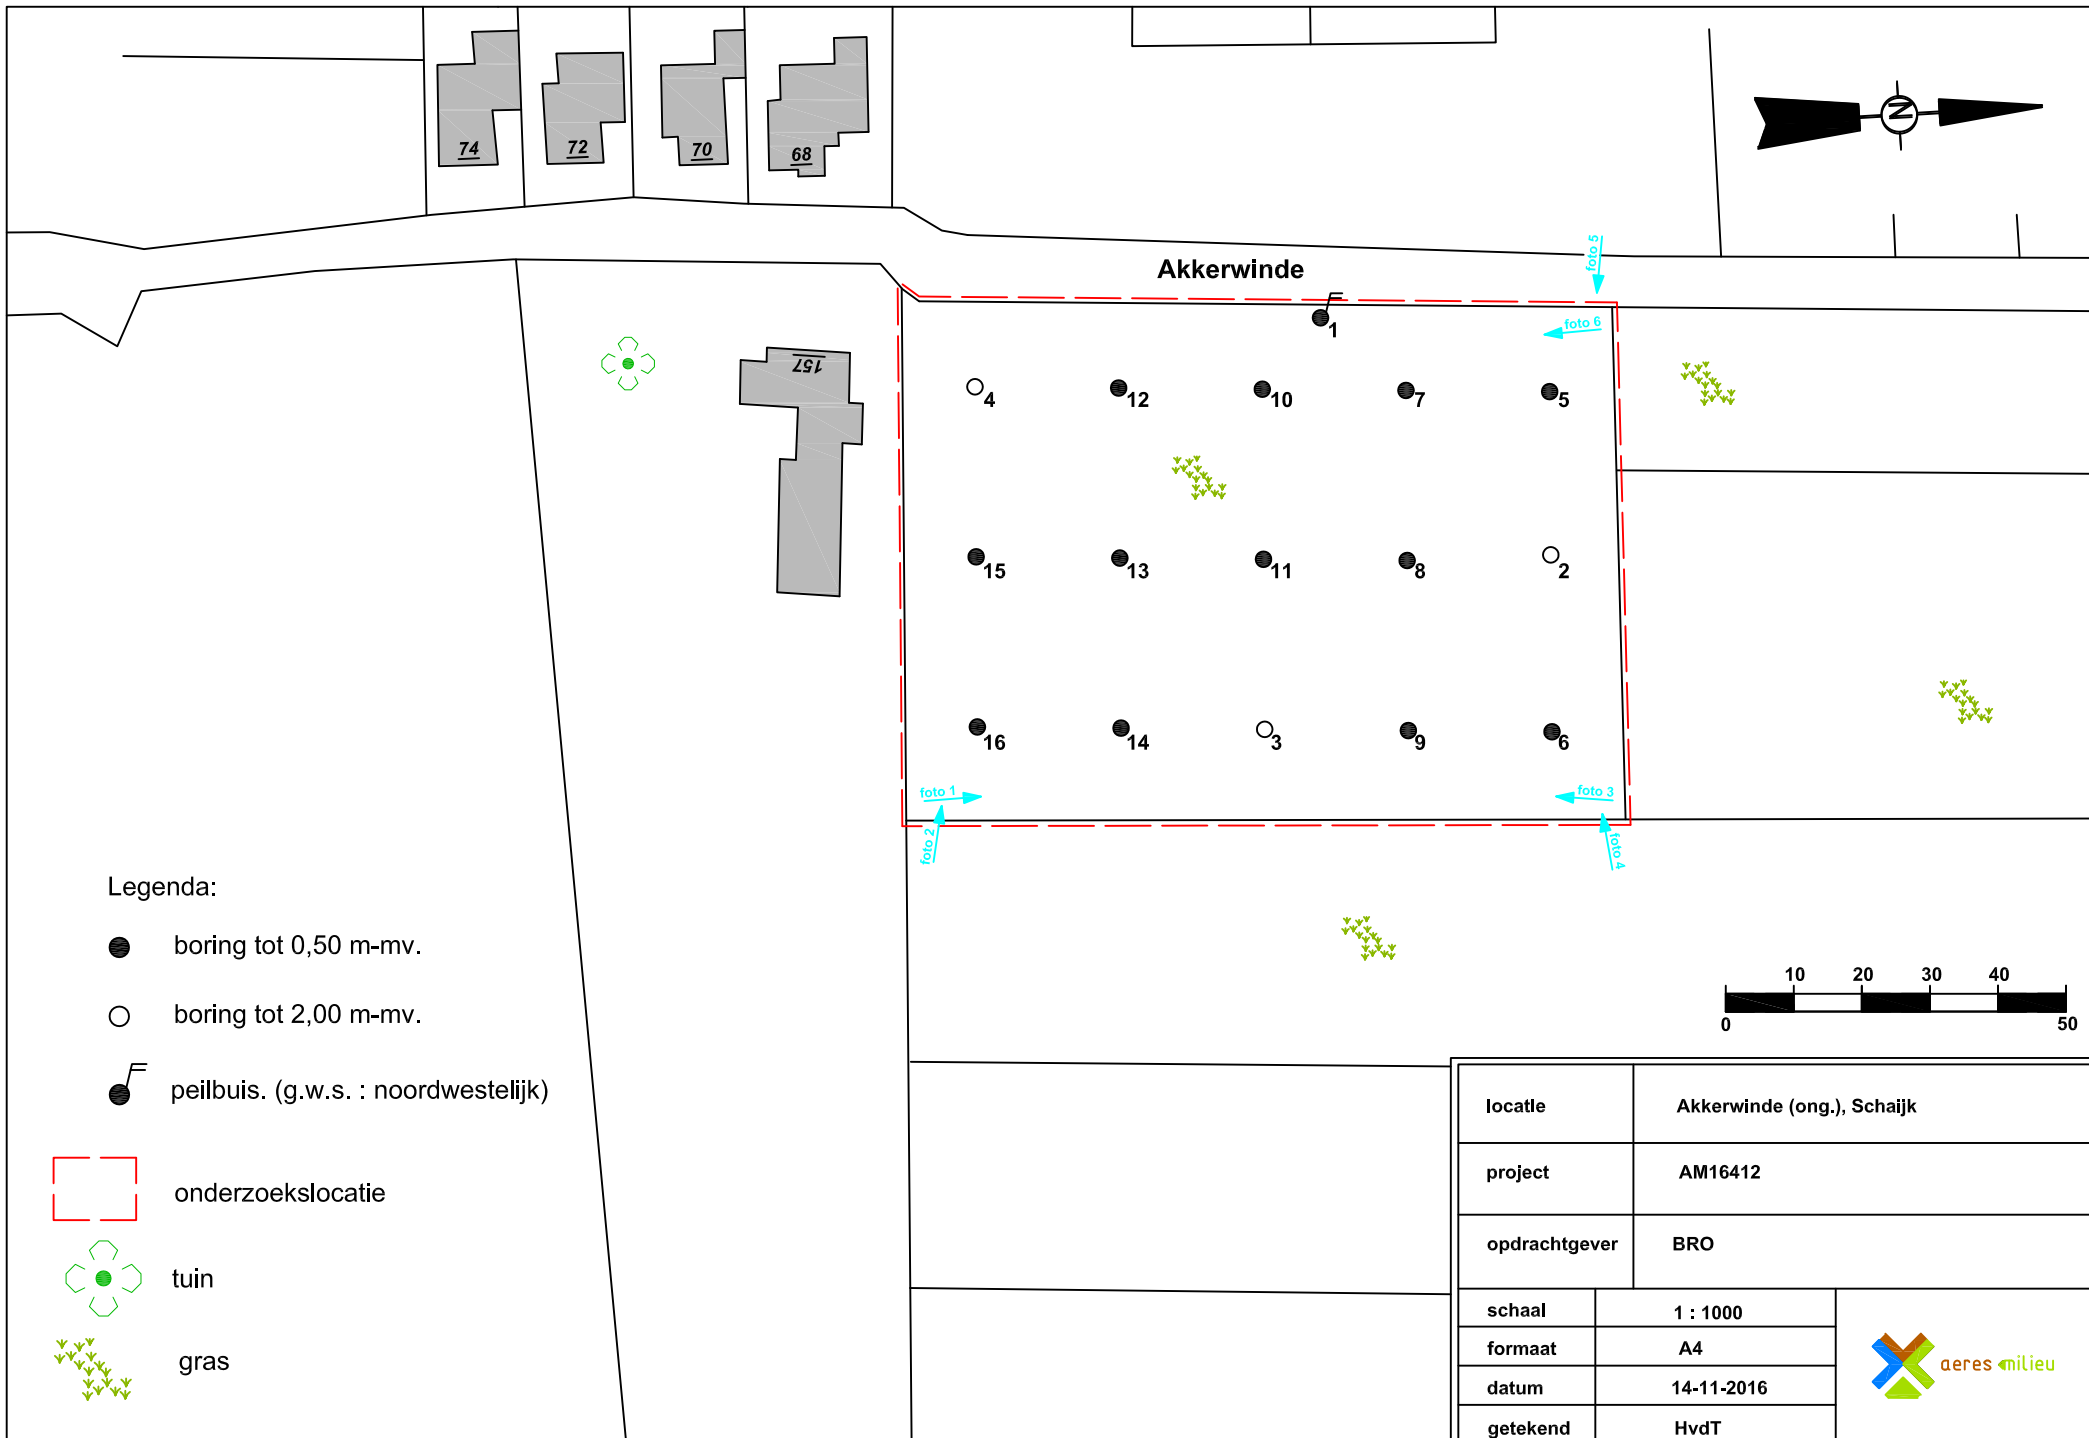 74
72
70
68
N
Akkerwinde
foto 5
foto 6
1
157
4
12
10
7
5
15
13
11
8
2
16
14
3
9
6
foto 1
foto 2
foto 3
foto 4
Legenda:
boring tot 0,50 m-mv.
boring tot 2,00 m-mv.
peilbuis. (g.w.s. : noordwestelijk)
onderzoekslocatie
tuin
gras
10 20 30 40
0 50
locatie Akkerwinde (ong.), Schaijk
project AM16412
opdrachtgever BRO
schaal 1 : 1000
formaat A4
datum 14-11-2016
getekend HvdT
aeres milieu